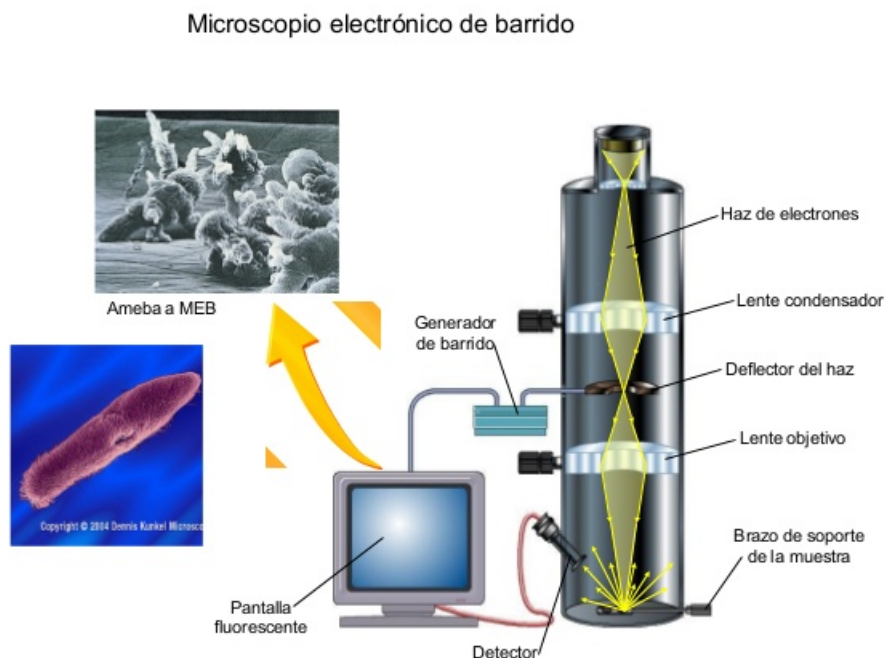 Microscopio electrónico de barrido
Ameba a MEB
Copyright © 2004 Dennis Kunkel Microsc
Generador
de barrido
Pantalla
fluorescente
Detector
Haz de electrones
Lente condensador
Deflector del haz
Lente objetivo
Brazo de soporte
de la muestra